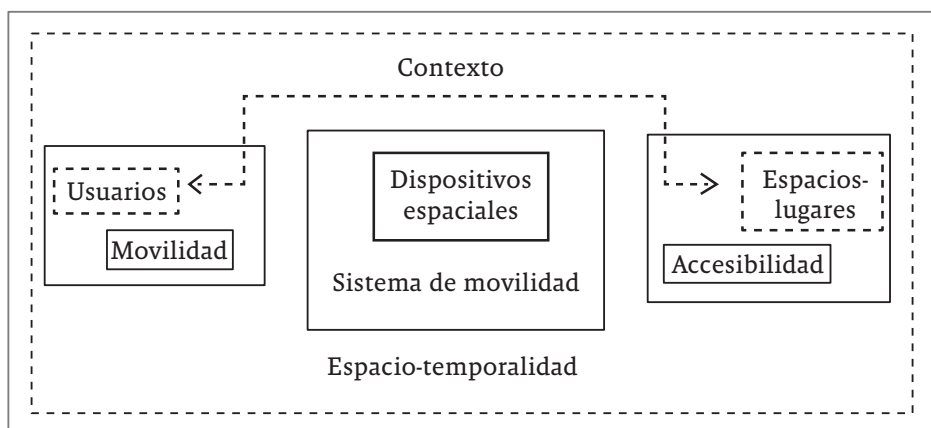 Contexto
Usuarios
Movilidad
Dispositivos
espaciales
Sistema de movilidad
Espacios-
lugares
Accesibilidad
Espacio-temporalidad